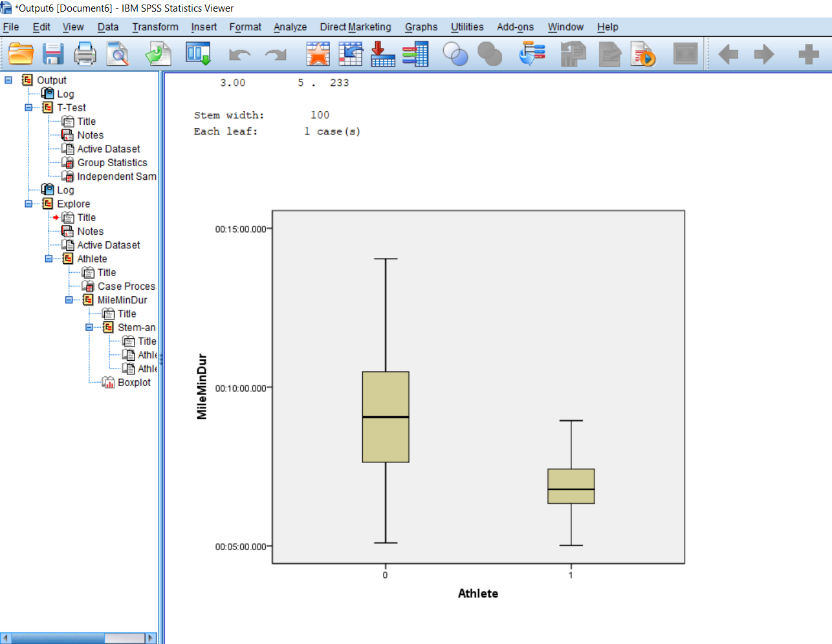 *Output6 [Document6] - IBM SPSS Statistics Viewer
File Edit View Data Transform Insert Format Analyze Direct Marketing Graphs Utilities Add-ons Window Help
Output
Log
T-Test
Title
Notes
Active Dataset
Group Statistics
Independent Sam
Log
Explore
Title
Notes
Active Dataset
Athlete
Title
Case Proces
MileMinDur
Title
Stem-an
Title
Athle
Athle
Boxplot
3.00 5 . 233
Stem width: 100
Each leaf: 1 case(s)
00:15:00.000
00:10:00.000
00:05:00.000
MileMinDur
0 1
Athlete